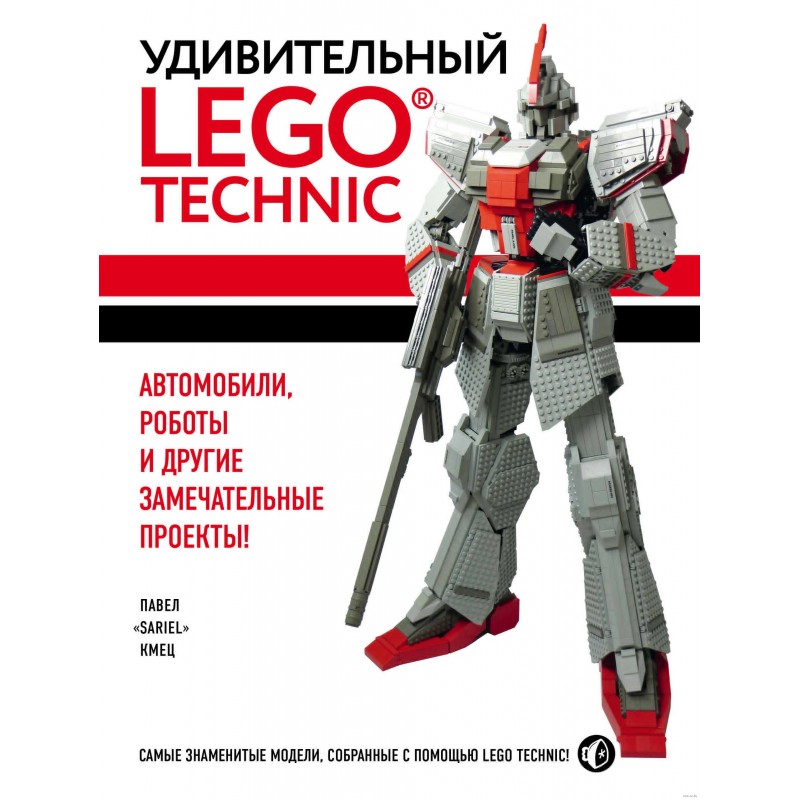 УДИВИТЕЛЬНЫЙ
LEGO®
TECHNIC
АВТОМОБИЛИ,
РОБОТЫ
И ДРУГИЕ
ЗАМЕЧАТЕЛЬНЫЕ
ПРОЕКТЫ!
ПАВЕЛ
«SARIEL»
КМЕЦ
САМЫЕ ЗНАМЕНИТЫЕ МОДЕЛИ, СОБРАННЫЕ С ПОМОЩЬЮ LEGO TECHNIC!